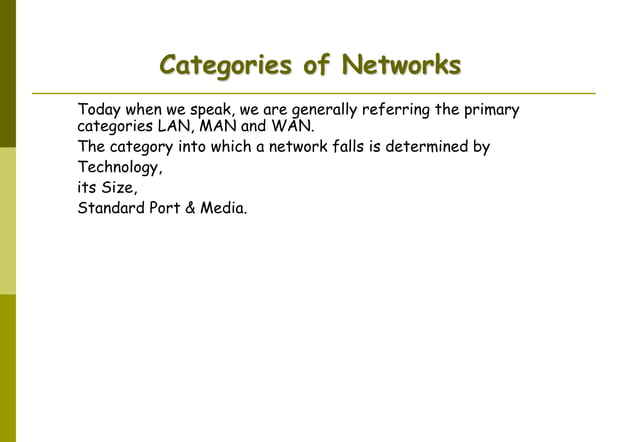 Categories of Networks
Today when we speak, we are generally referring the primary
categories LAN, MAN and WAN.
The category into which a network falls is determined by
Technology,
its Size,
Standard Port & Media.